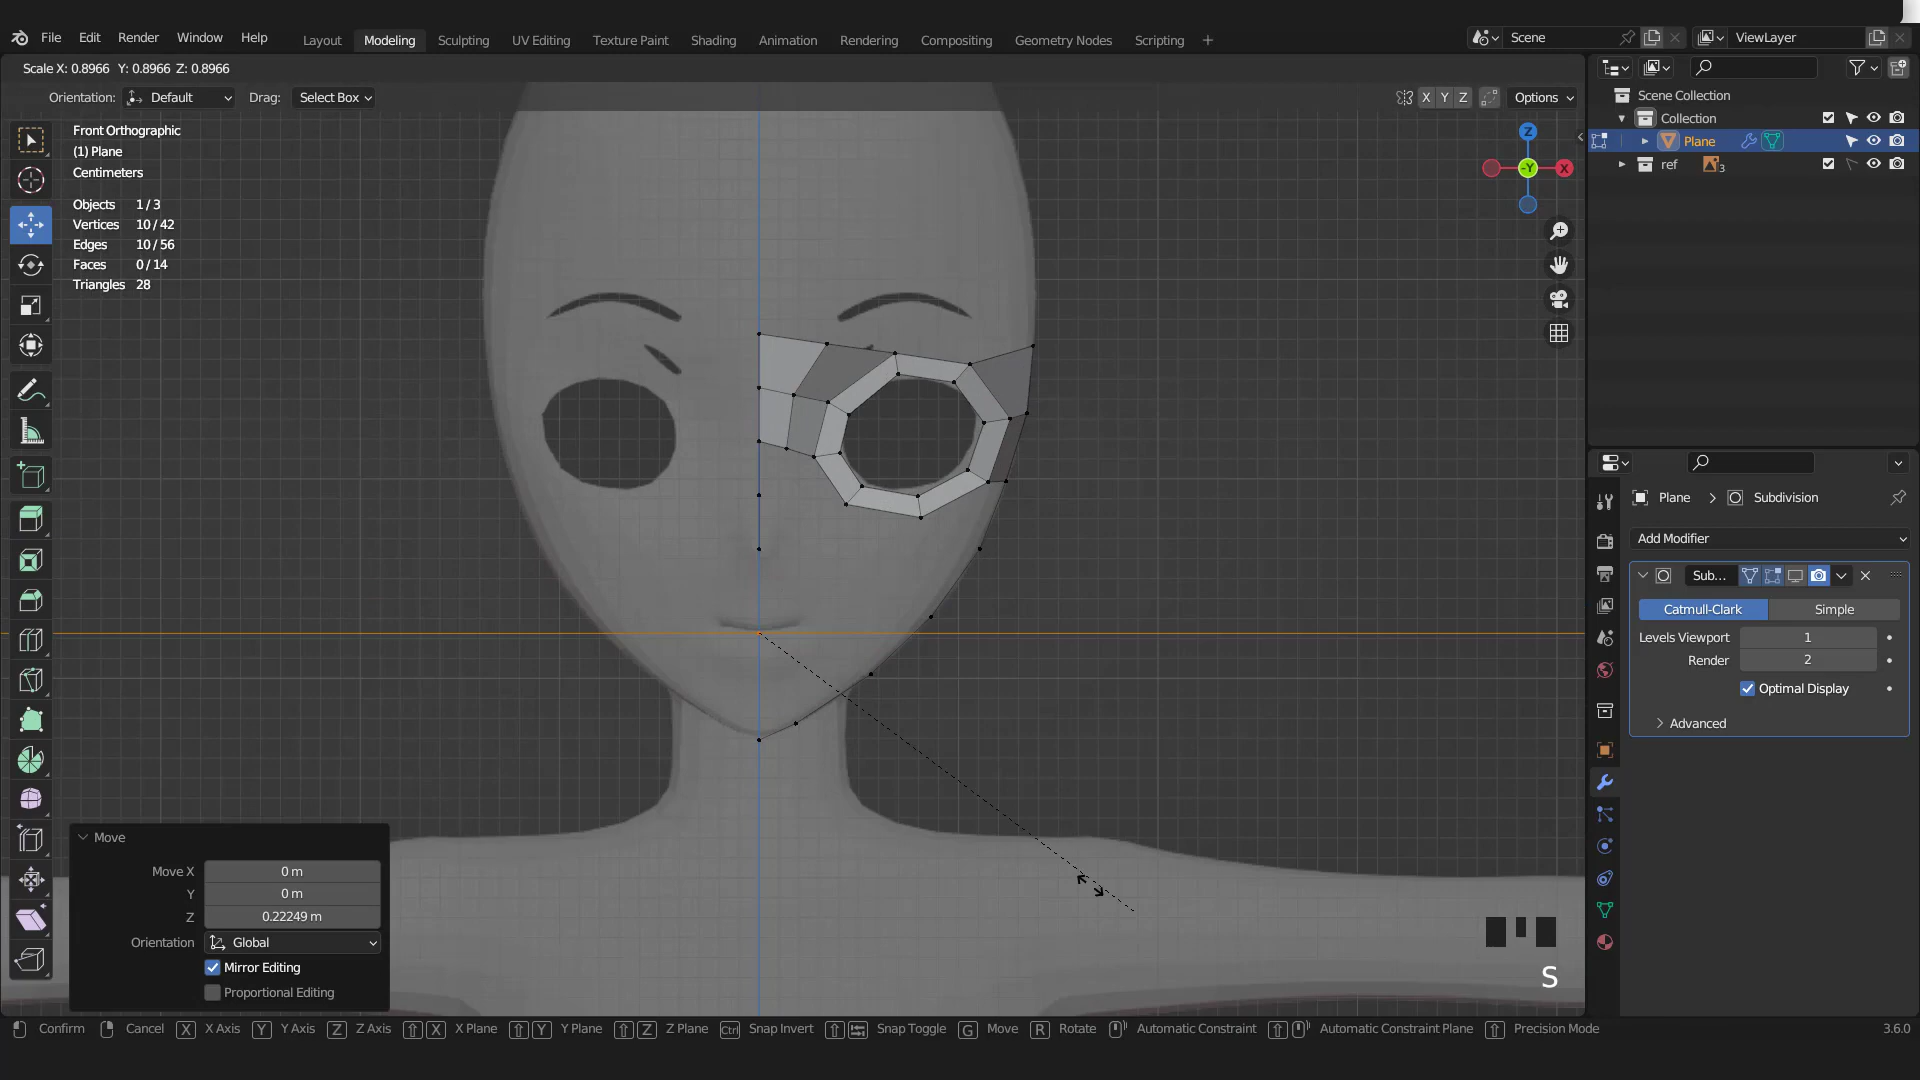 File Edit Render Window Help Layout Modeling Sculpting UV Editing Texture Paint Shading Animation Rendering Compositing Geometry Nodes Scripting + Scene ViewLayer
Scale X: 0.8966 Y: 0.8966 Z: 0.8966
Orientation: Default Drag: Select Box X Y Z Options
Scene Collection
Collection
Plane
ref 3
Front Orthographic
(1) Plane
Centimeters
Objects 1 / 3
Vertices 10 / 42
Edges 10 / 56
Faces 0 / 14
Triangles 28
Z
-Y X
Plane > Subdivision
Add Modifier
Sub...
Catmull-Clark Simple
Levels Viewport 1
Render 2
Optimal Display
Advanced
Move
Move X 0 m
Y 0 m
Z 0.22249 m
Orientation Global
Mirror Editing
Proportional Editing
S
Confirm Cancel X X Axis Y Y Axis Z Z Axis X X Plane Y Y Plane Z Z Plane Ctrl Snap Invert Snap Toggle G Move R Rotate Automatic Constraint Automatic Constraint Plane Precision Mode 3.6.0